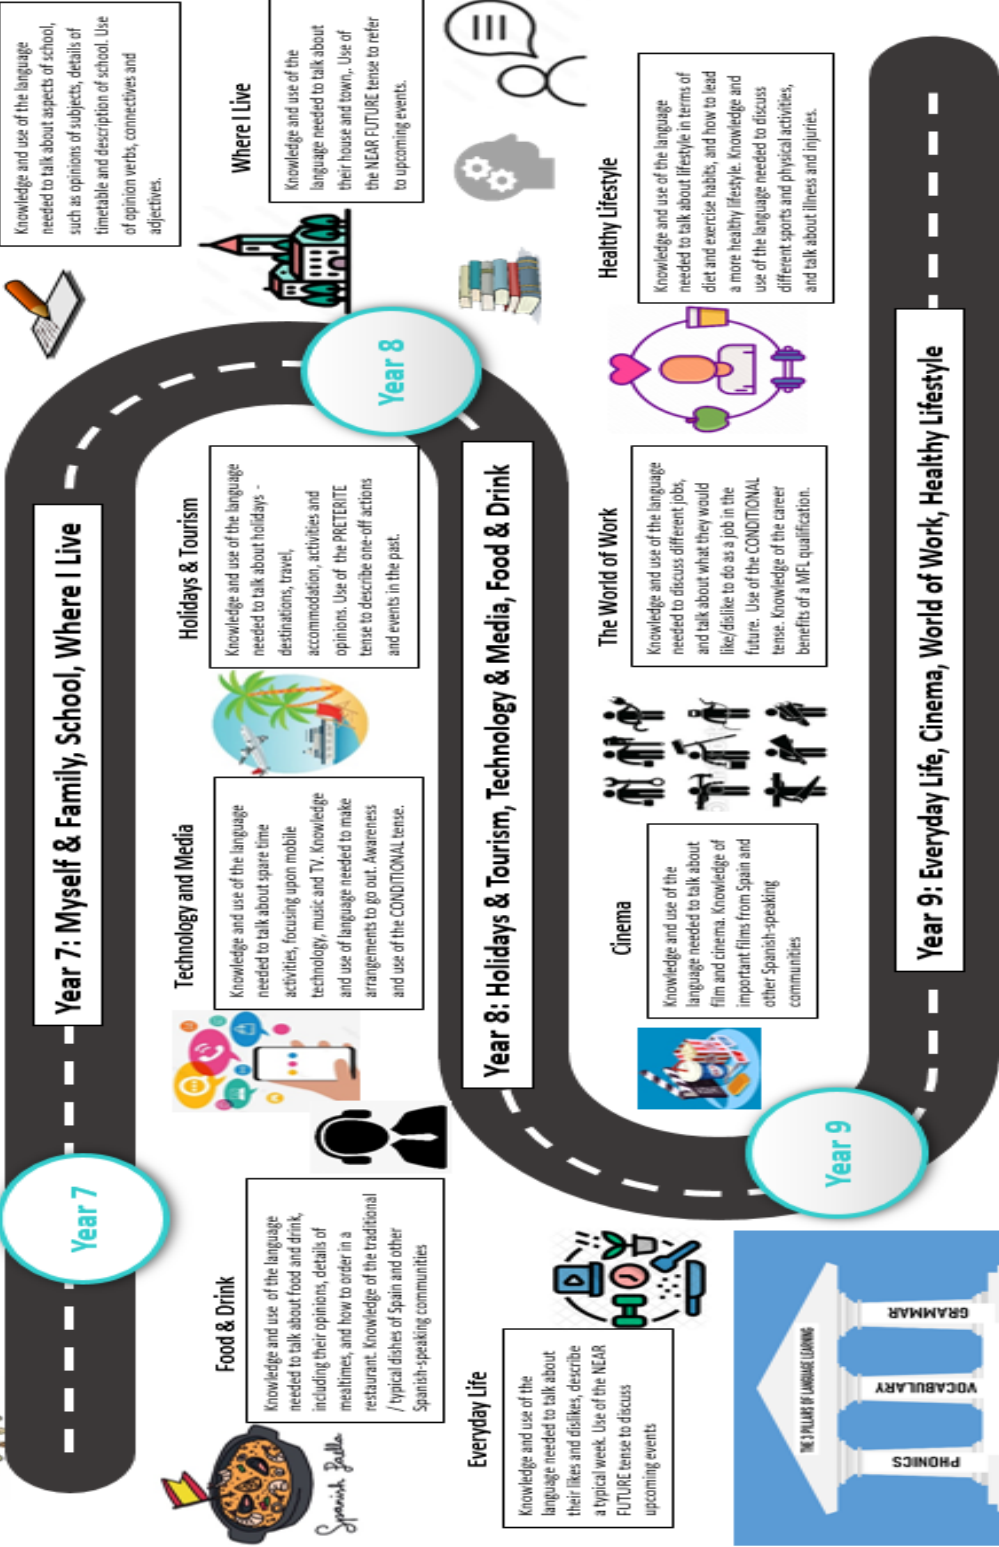 Knowledge and use of the language
needed to talk about aspects of school,
such as opinions of subjects, details of
timetable and description of school. Use
of opinion verbs, connectives and
adjectives.
Year 7
Year 7: Myself & Family, School, Where I Live
Where I Live
Knowledge and use of the
language needed to talk about
their house and town,. Use of
the NEAR FUTURE tense to refer
to upcoming events.
Year 8
Holidays & Tourism
Knowledge and use of the language
needed to talk about holidays -
destinations, travel,
accommodation, activities and
opinions. Use of the PRETERITE
tense to describe one-off actions
and events in the past.
Technology and Media
Knowledge and use of the language
needed to talk about spare time
activities, focusing upon mobile
technology, music and TV. Knowledge
and use of language needed to make
arrangements to go out. Awareness
and use of the CONDITIONAL tense.
Food & Drink
Knowledge and use of the language
needed to talk about food and drink,
including their opinions, details of
mealtimes, and how to order in a
restaurant. Knowledge of the traditional
/ typical dishes of Spain and other
Spanish-speaking communities
Spanish Paella
Year 8: Holidays & Tourism, Technology & Media, Food & Drink
Everyday Life
Knowledge and use of the
language needed to talk about
their likes and dislikes, describe
a typical week. Use of the NEAR
FUTURE tense to discuss
upcoming events
Year 9
Cinema
Knowledge and use of the
language needed to talk about
film and cinema. Knowledge of
important films from Spain and
other Spanish-speaking
communities
The World of Work
Knowledge and use of the language
needed to discuss different jobs,
and talk about what they would
like/dislike to do as a job in the
future. Use of the CONDITIONAL
tense. Knowledge of the career
benefits of a MFL qualification.
Healthy Lifestyle
Knowledge and use of the language
needed to talk about lifestyle in terms of
diet and exercise habits, and how to lead
a more healthy lifestyle. Knowledge and
use of the language needed to discuss
different sports and physical activities,
and talk about illness and injuries.
Year 9: Everyday Life, Cinema, World of Work, Healthy Lifestyle
THE 3 PILLARS OF LANGUAGE LEARNING
PHONICS
VOCABULARY
GRAMMAR